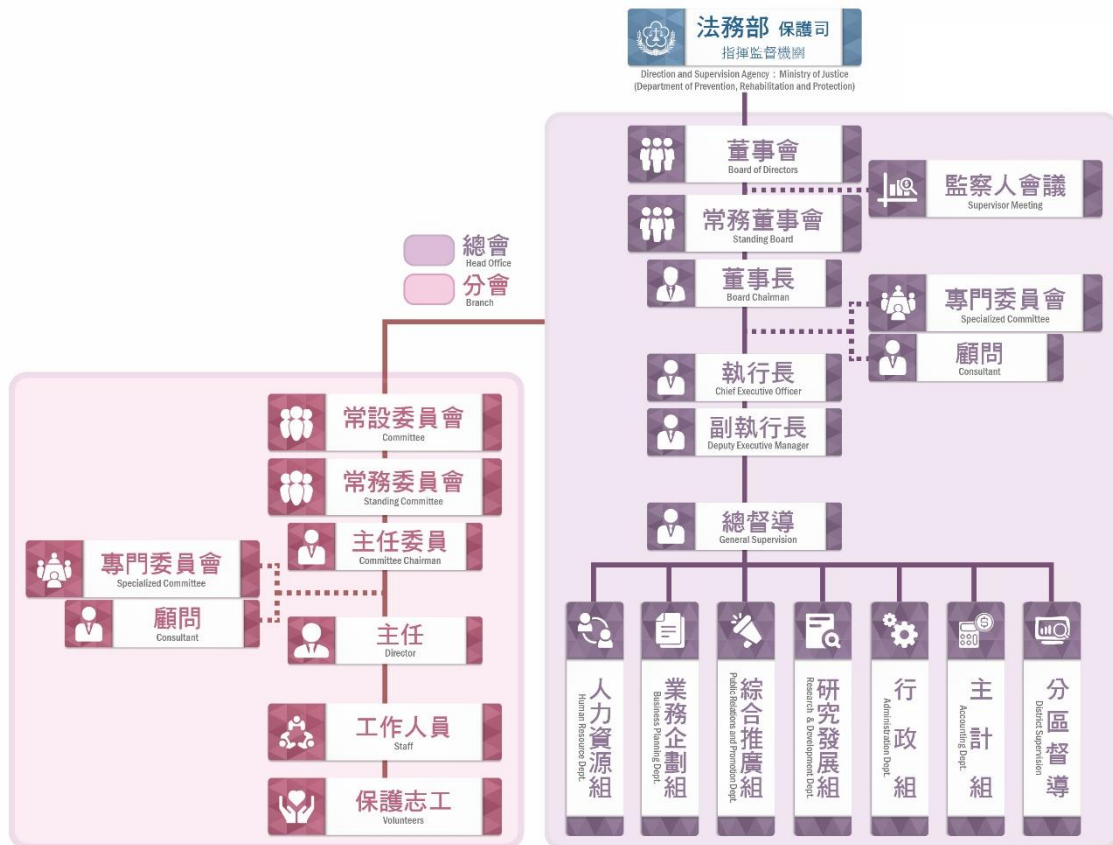 法務部 保護司
指揮監督機關
Direction and Supervision Agency：Ministry of Justice
(Department of Prevention, Rehabilitation and Protection)
董事會
Board of Directors
監察人會議
Supervisor Meeting
常務董事會
Standing Board
董事長
Board Chairman
專門委員會
Specialized Committee
顧問
Consultant
執行長
Chief Executive Officer
副執行長
Deputy Executive Manager
總督導
General Supervision
人力資源組
Human Resource Dept.
業務企劃組
Business Planning Dept.
綜合推廣組
Public Relations and Promotion Dept.
研究發展組
Research & Development Dept.
行政組
Administration Dept.
主計組
Accounting Dept.
分區督導
District Supervision
總會
Head Office
分會
Branch
常設委員會
Committee
常務委員會
Standing Committee
主任委員
Committee Chairman
專門委員會
Specialized Committee
顧問
Consultant
主任
Director
工作人員
Staff
保護志工
Volunteers